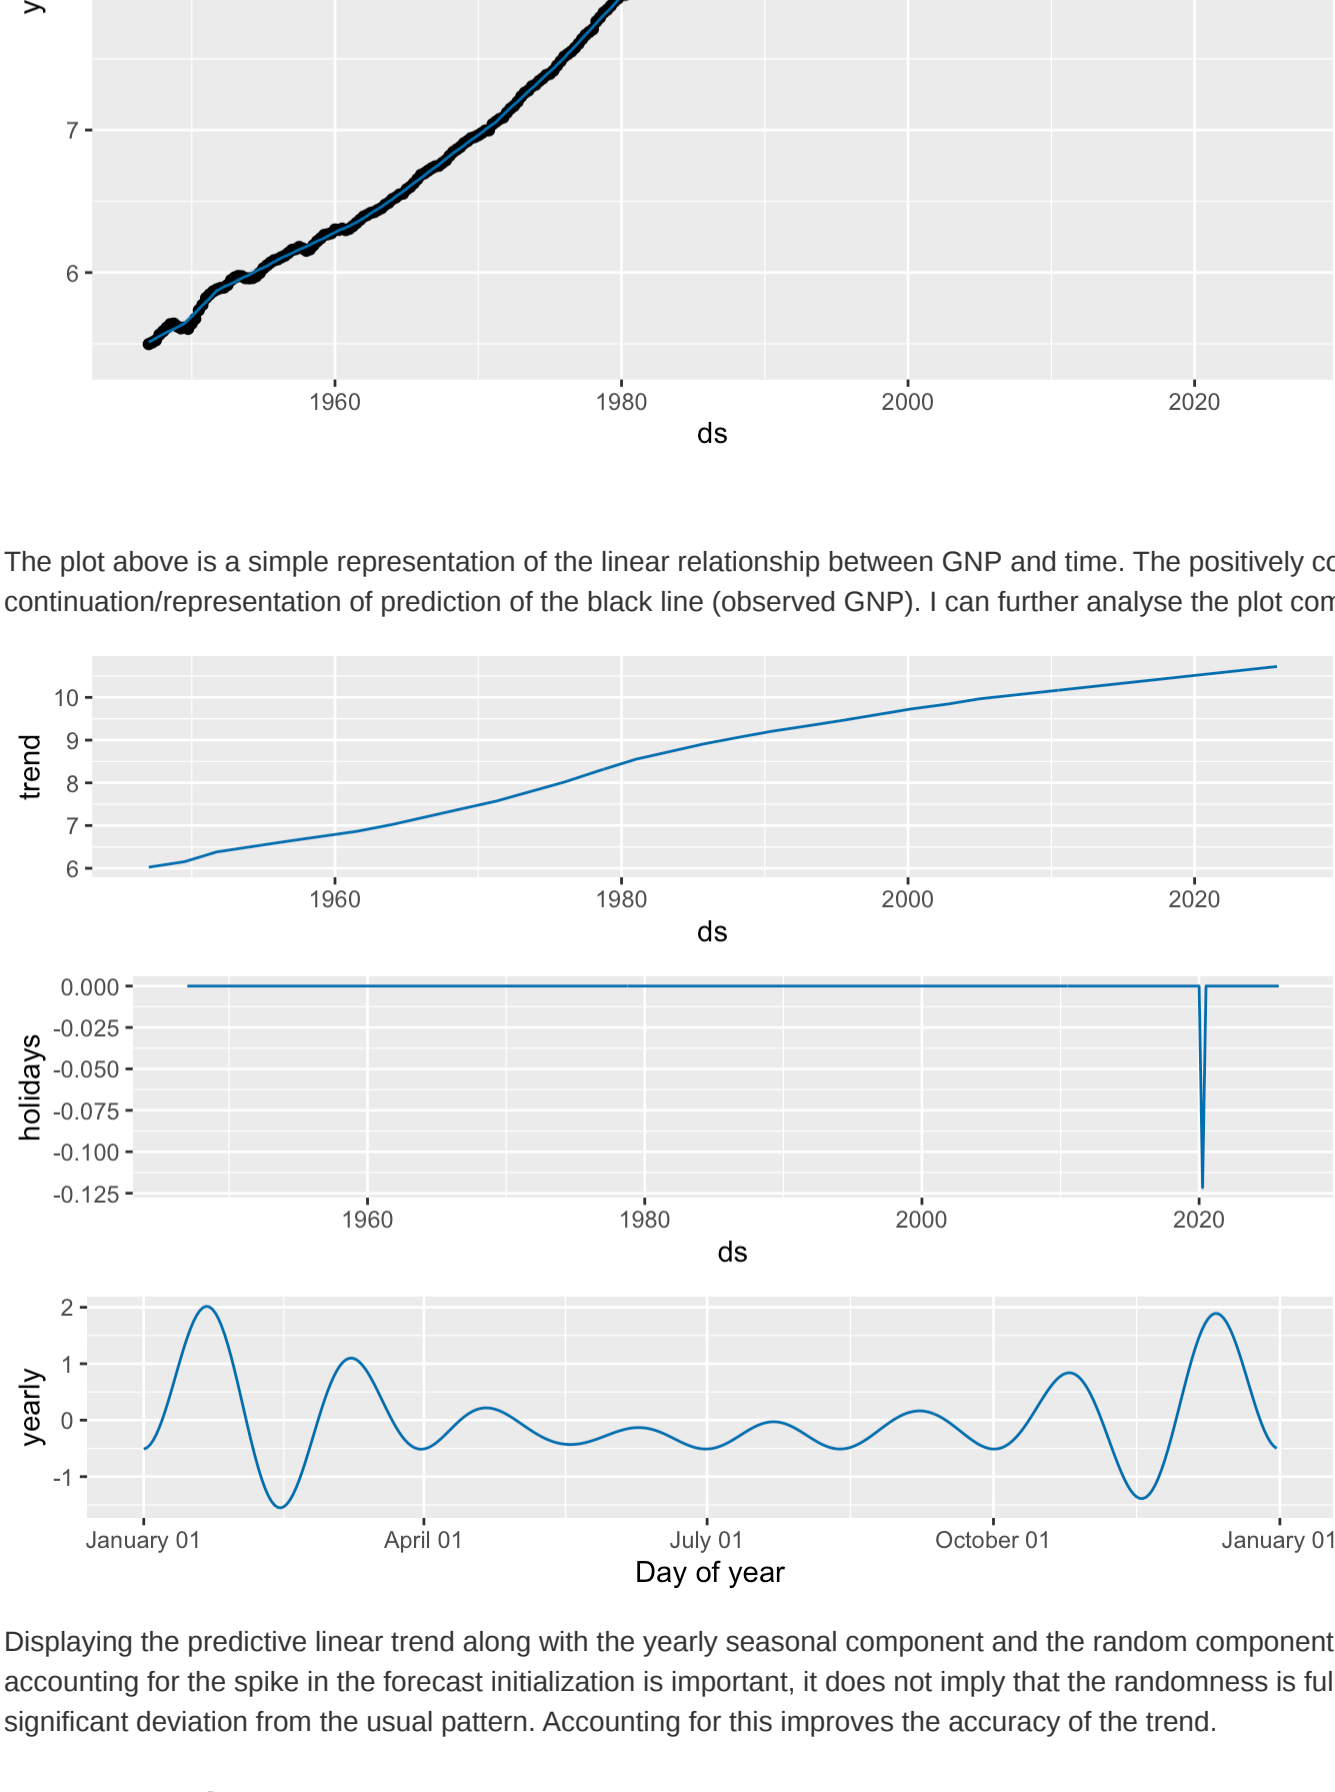 y
7
6
1960 1980 2000 2020
ds
The plot above is a simple representation of the linear relationship between GNP and time. The positively
continuation/representation of prediction of the black line (observed GNP). I can further analyse the plot
10
9
8
7
6
trend
1960 1980 2000 2020
ds
0.000
-0.025
-0.050
-0.075
-0.100
-0.125
holidays
1960 1980 2000 2020
ds
2
1
0
-1
yearly
January 01 April 01 July 01 October 01 January 01
Day of year
Displaying the predictive linear trend along with the yearly seasonal component and the random component
accounting for the spike in the forecast initialization is important, it does not imply that the randomness is
significant deviation from the usual pattern. Accounting for this improves the accuracy of the trend.